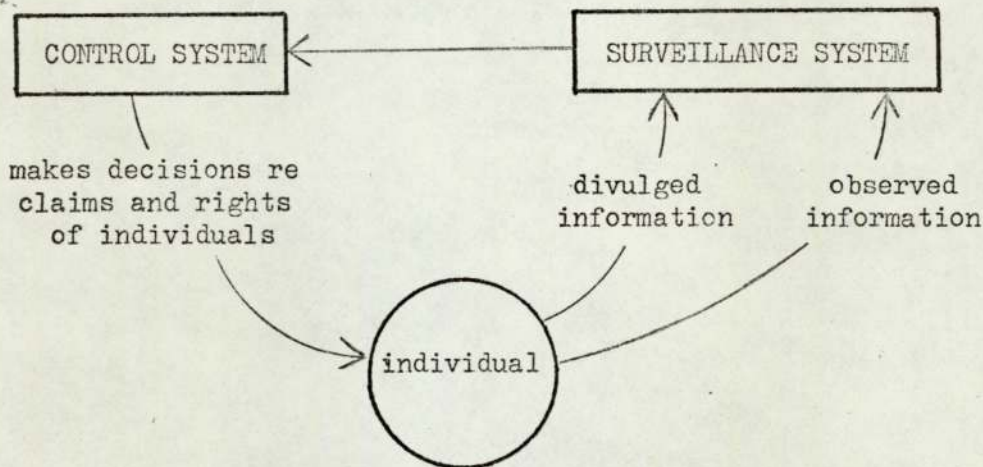 CONTROL SYSTEM
SURVEILLANCE SYSTEM
makes decisions re
claims and rights
of individuals
divulged
information
observed
information
individual